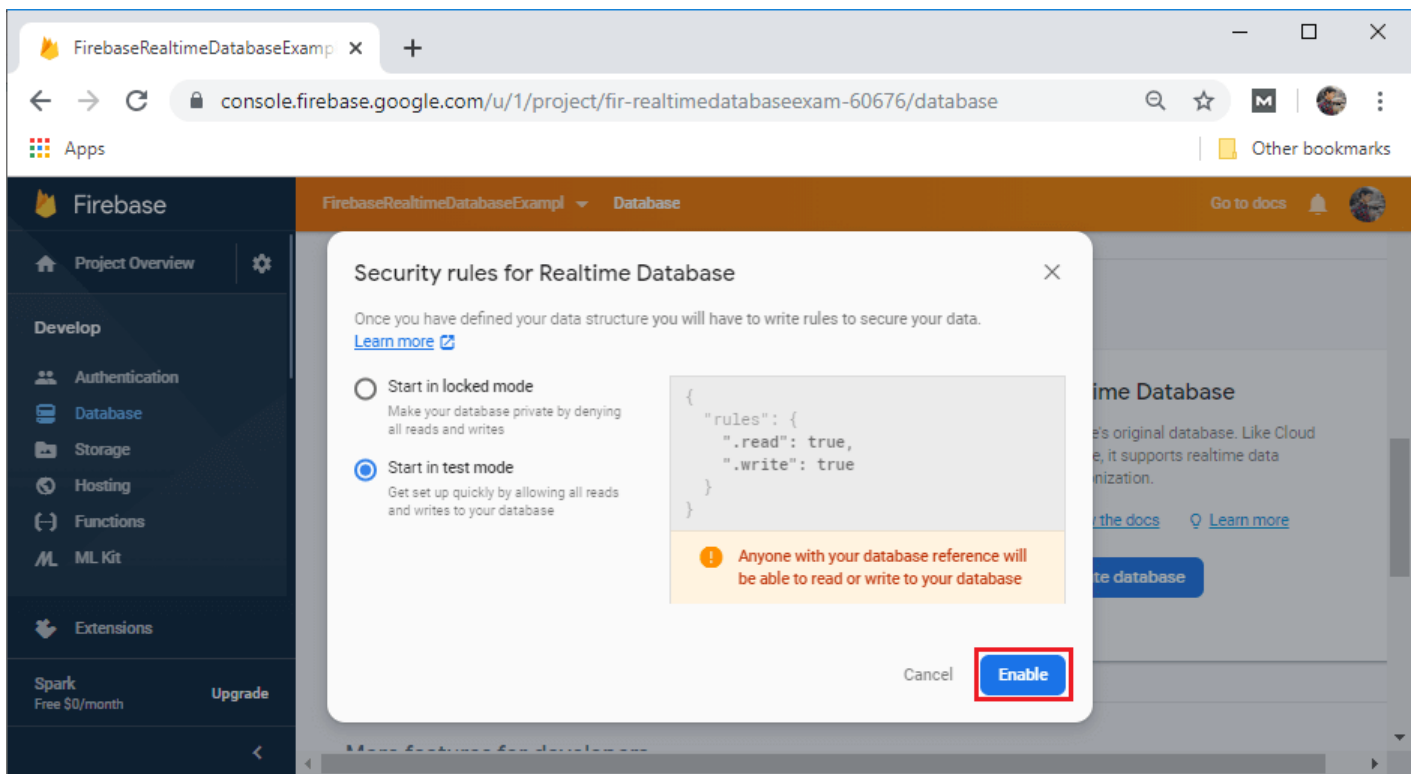 FirebaseRealtimeDatabaseExamp
console.firebase.google.com/u/1/project/fir-realtimedatabaseexam-60676/database
M
Apps
Other bookmarks
Firebase
FirebaseRealtimeDatabaseExampl
Database
Go to docs
Project Overview
Develop
Authentication
Database
Storage
Hosting
Functions
ML Kit
Extensions
Spark
Free $0/month
Upgrade
Security rules for Realtime Database
Once you have defined your data structure you will have to write rules to secure your data.
Learn more
Start in locked mode
Make your database private by denying
all reads and writes
Start in test mode
Get set up quickly by allowing all reads
and writes to your database
{
"rules": {
".read": true,
".write": true
}
}
Anyone with your database reference will
be able to read or write to your database
Cancel
Enable
ime Database
e's original database. Like Cloud
e, it supports realtime data
nization.
the docs
Learn more
te database